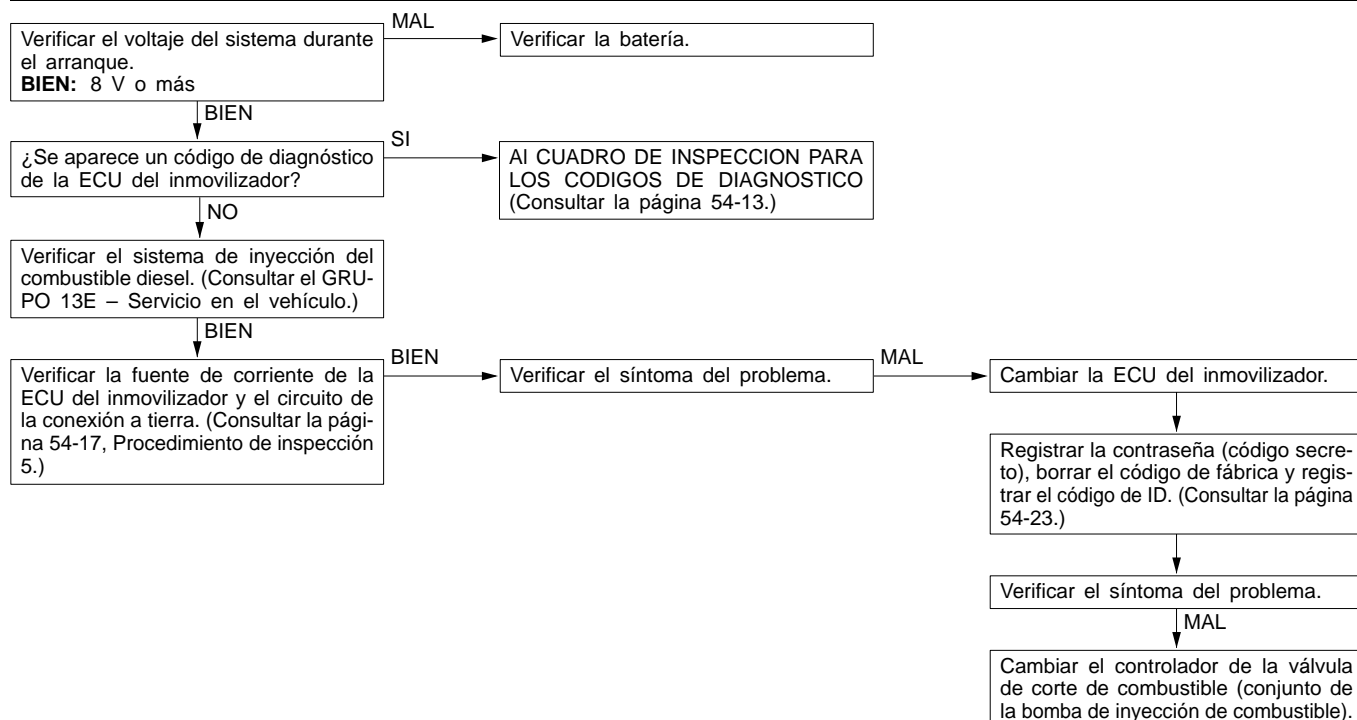 Verificar el voltaje del sistema durante
el arranque.
BIEN: 8 V o más
MAL
Verificar la batería.
BIEN
¿Se aparece un código de diagnóstico
de la ECU del inmovilizador?
SI
Al CUADRO DE INSPECCION PARA
LOS CODIGOS DE DIAGNOSTICO
(Consultar la página 54-13.)
NO
Verificar el sistema de inyección del
combustible diesel. (Consultar el GRU-
PO 13E – Servicio en el vehículo.)
BIEN
Verificar la fuente de corriente de la
ECU del inmovilizador y el circuito de
la conexión a tierra. (Consultar la pági-
na 54-17, Procedimiento de inspección
5.)
BIEN
Verificar el síntoma del problema.
MAL
Cambiar la ECU del inmovilizador.
Registrar la contraseña (código secre-
to), borrar el código de fábrica y regis-
trar el código de ID. (Consultar la página
54-23.)
Verificar el síntoma del problema.
MAL
Cambiar el controlador de la válvula
de corte de combustible (conjunto de
la bomba de inyección de combustible).